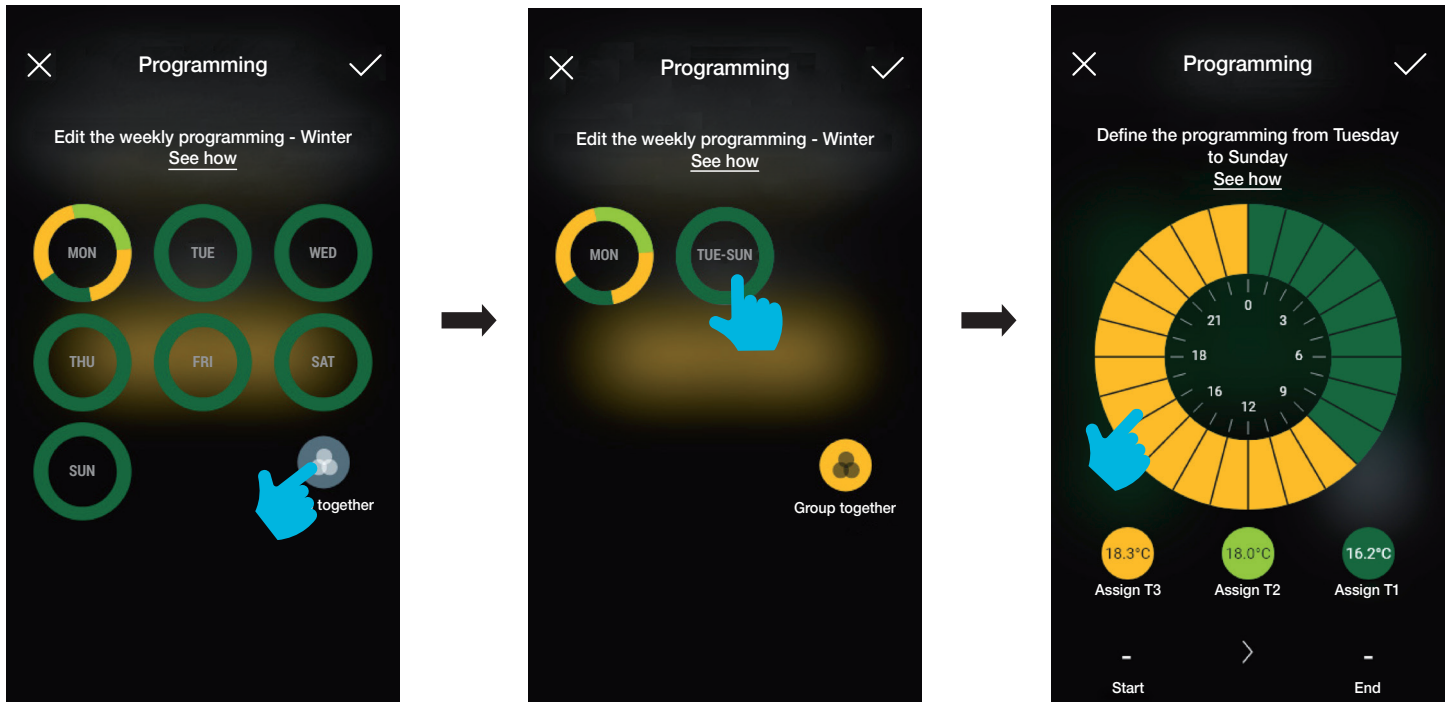 Programming
Edit the weekly programming - Winter
See how
MON
TUE
WED
THU
FRI
SAT
SUN
together
Programming
Edit the weekly programming - Winter
See how
MON
TUE-SUN
Group together
Programming
Define the programming from Tuesday
to Sunday
See how
0
3
6
9
12
16
18
21
18.3°C
18.0°C
16.2°C
Assign T3
Assign T2
Assign T1
-
-
Start
End